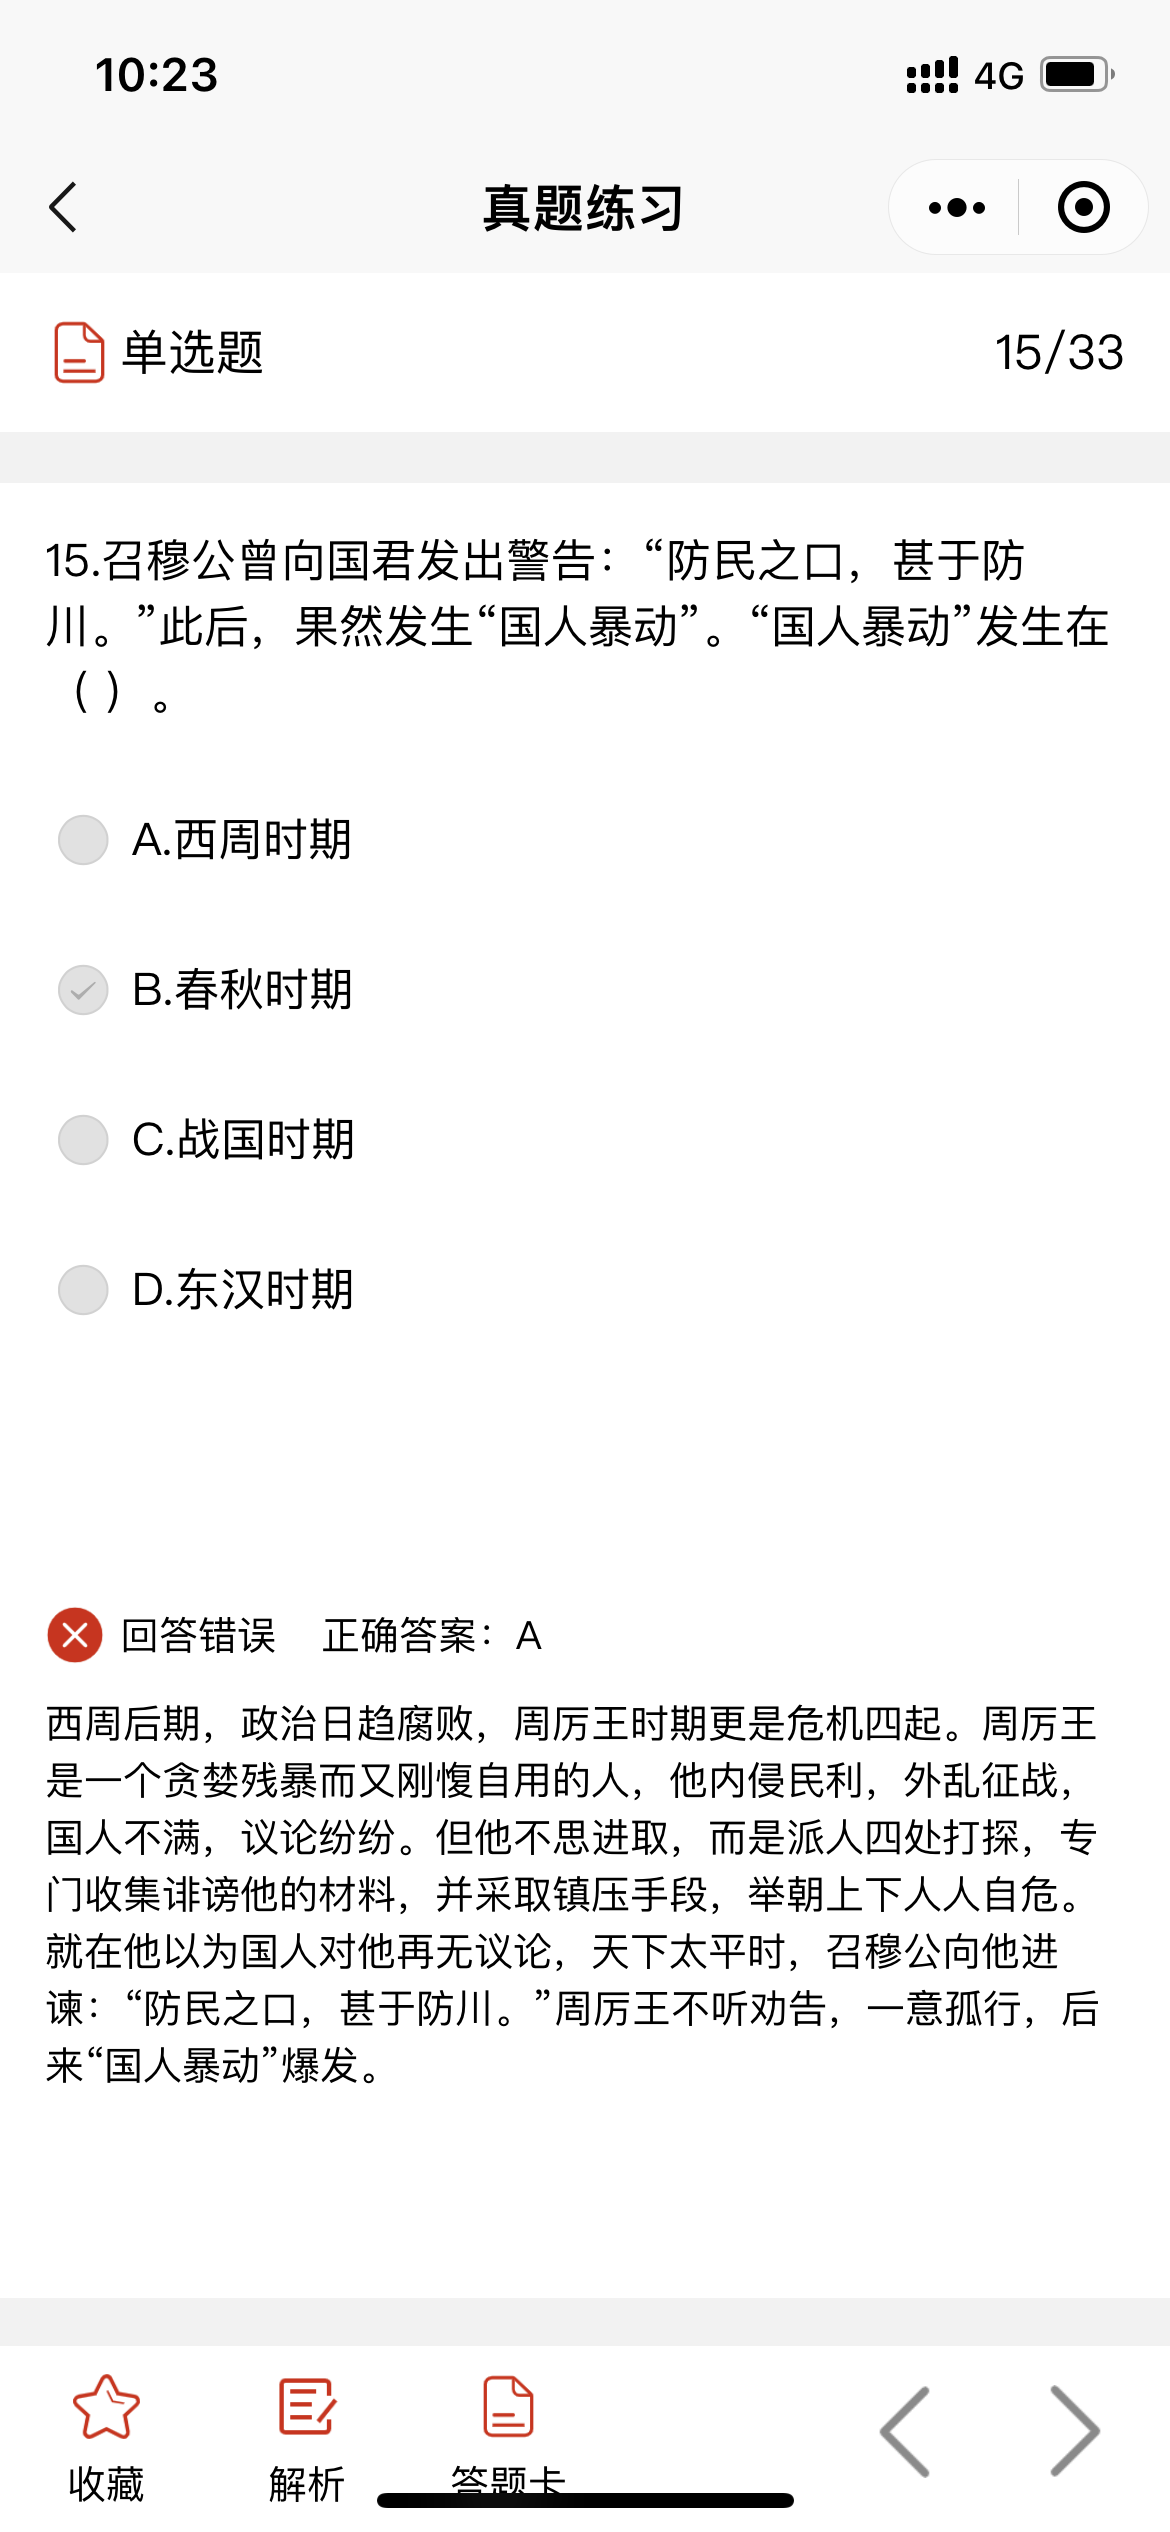 10:23
4G
真题练习
单选题
15/33
15.召穆公曾向国君发出警告：“防民之口，甚于防
川。”此后，果然发生“国人暴动”。“国人暴动”发生在
（ ）。
A.西周时期
B.春秋时期
C.战国时期
D.东汉时期
回答错误 正确答案：A
西周后期，政治日趋腐败，周厉王时期更是危机四起。周厉王
是一个贪婪残暴而又刚愎自用的人，他内侵民利，外乱征战，
国人不满，议论纷纷。但他不思进取，而是派人四处打探，专
门收集诽谤他的材料，并采取镇压手段，举朝上下人人自危。
就在他以为国人对他再无议论，天下太平时，召穆公向他进
谏：“防民之口，甚于防川。”周厉王不听劝告，一意孤行，后
来“国人暴动”爆发。
收藏
解析
答题卡